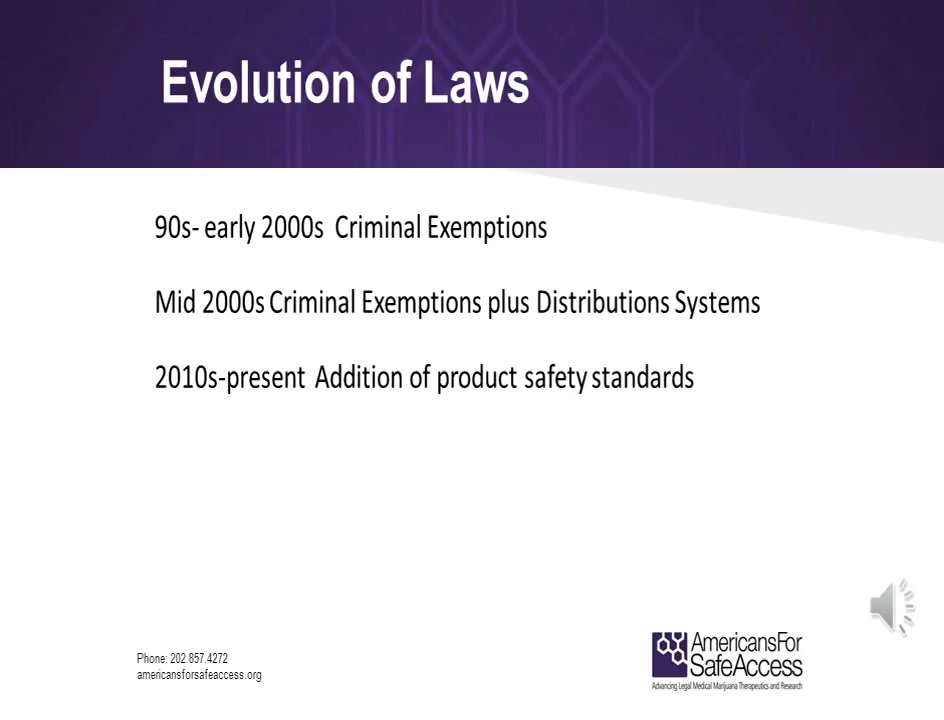 Evolution of Laws
90s- early 2000s Criminal Exemptions
Mid 2000s Criminal Exemptions plus Distributions Systems
2010s-present Addition of product safety standards
Phone: 202.857.4272
americansforsafeaccess.org
AmericansFor
SafeAccess
Advancing Legal Medical Marijuana Therapeutics and Research